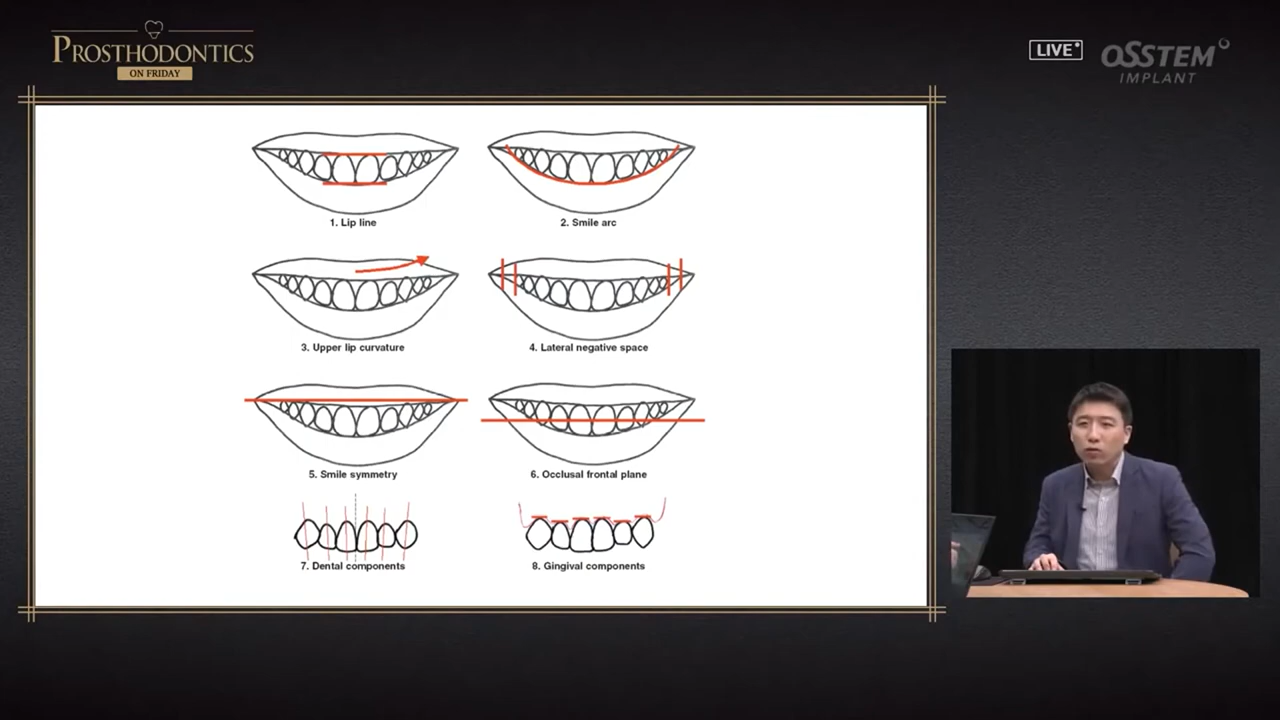 PROSTHODONTICS
ON FRIDAY
LIVE
OSSTEM
IMPLANT
1. Lip line
2. Smile arc
3. Upper lip curvature
4. Lateral negative space
5. Smile symmetry
6. Occlusal frontal plane
7. Dental components
8. Gingival components